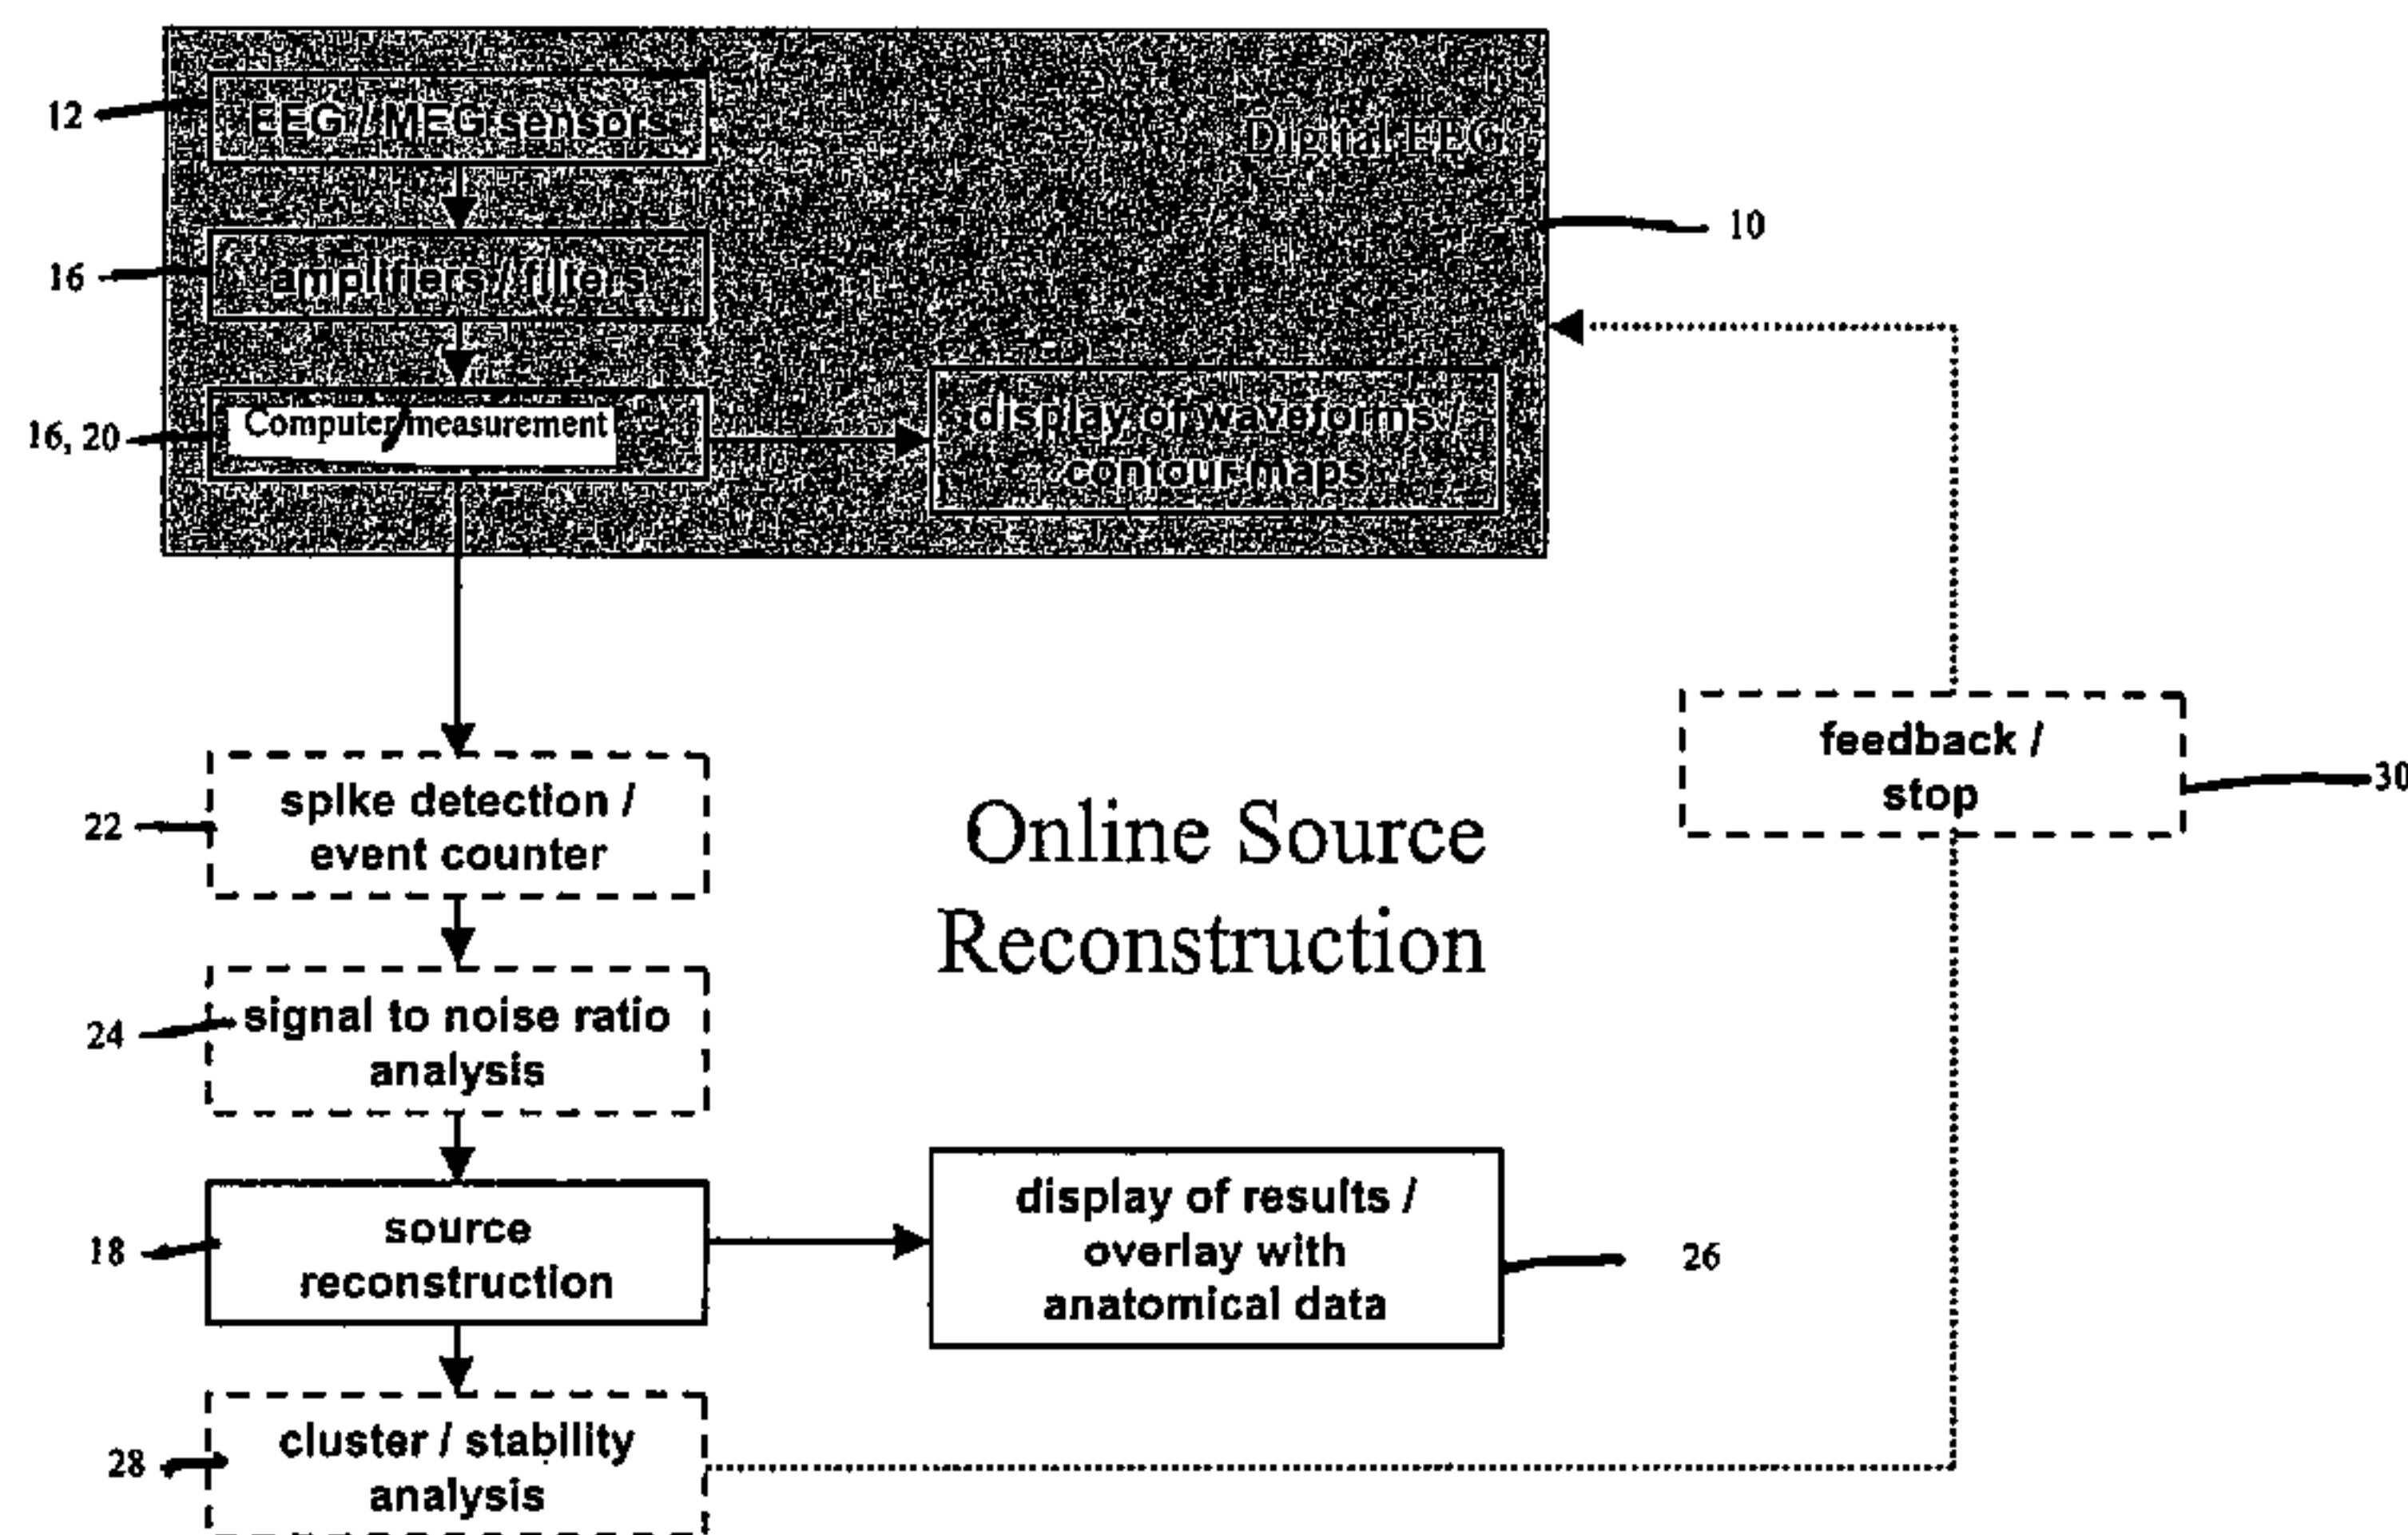 12
EEG / MEG sensors
Digital EEG
10
16
amplifiers / filters
16, 20
Computer/measurement
display of waveforms /
contour maps
22
spike detection /
event counter
Online Source
Reconstruction
feedback /
stop
30
24
signal to noise ratio
analysis
18
source
reconstruction
display of results /
overlay with
anatomical data
26
28
cluster / stability
analysis